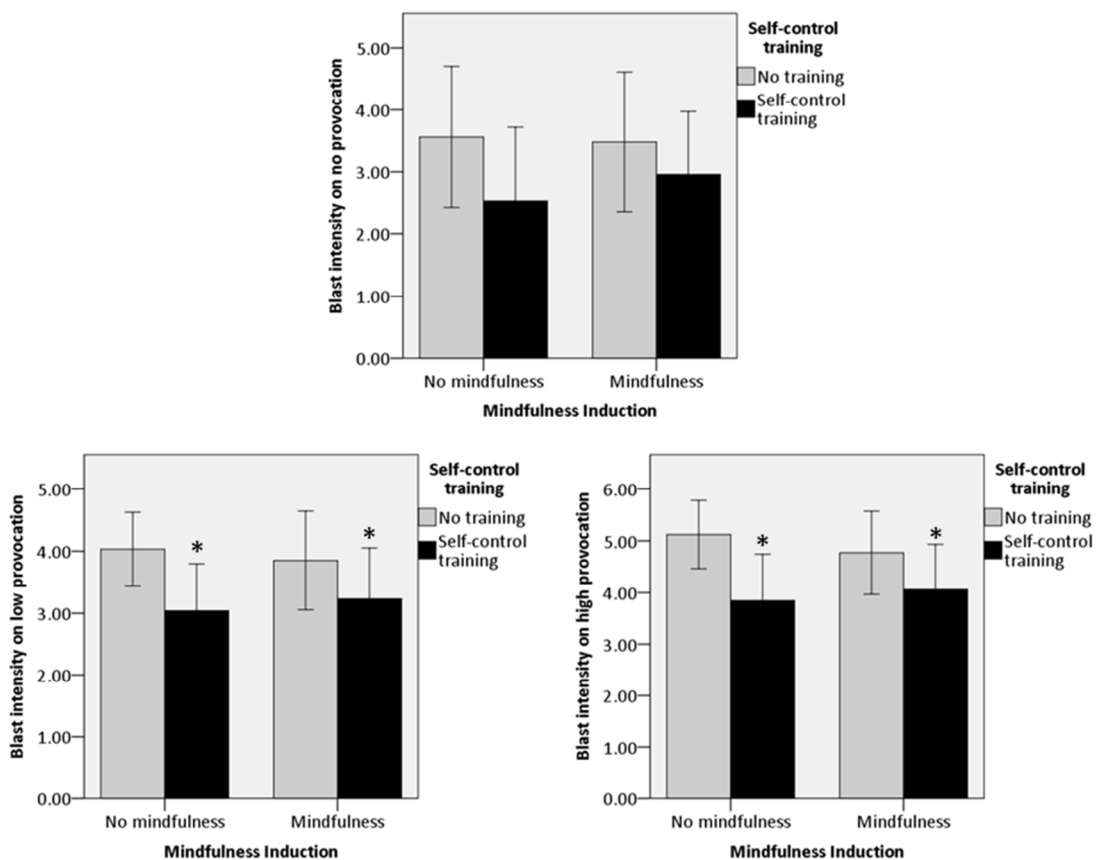 Blast intensity on no provocation
5.00
4.00
3.00
2.00
1.00
0.00
No mindfulness
Mindfulness
Mindfulness Induction
Self-control
training
No training
Self-control
training
Blast intensity on low provocation
5.00
4.00
3.00
2.00
1.00
0.00
*
*
No mindfulness
Mindfulness
Mindfulness Induction
Self-control
training
No training
Self-control
training
Blast intensity on high provocation
6.00
5.00
4.00
3.00
2.00
1.00
0.00
*
*
No mindfulness
Mindfulness
Mindfulness Induction
Self-control
training
No training
Self-control
training